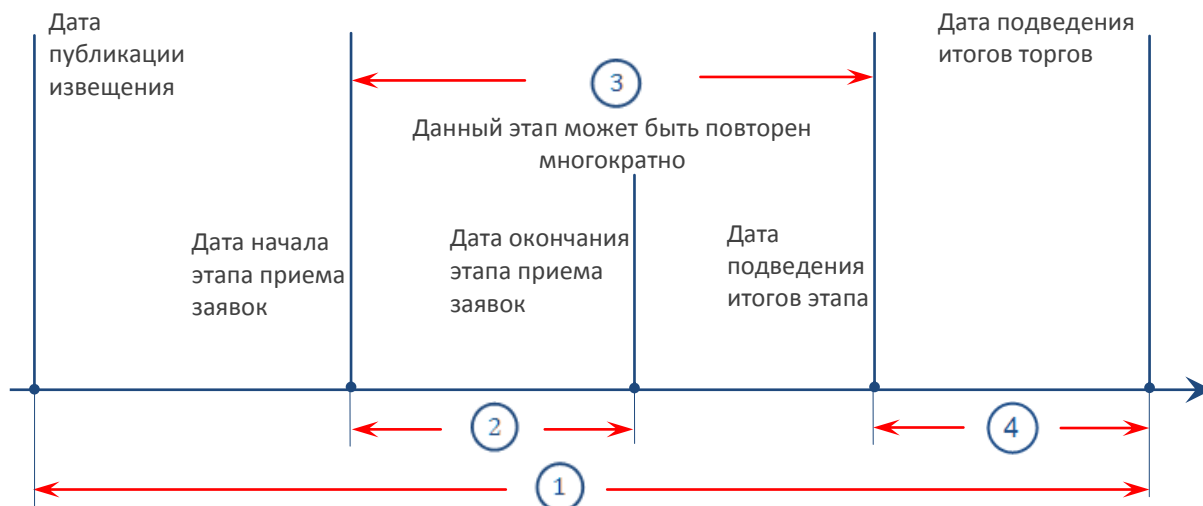 Дата
публикации
извещения
Дата подведения
итогов торгов
3
Данный этап может быть повторен
многократно
Дата начала
этапа приема
заявок
Дата окончания
этапа приема
заявок
Дата
подведения
итогов этапа
2
4
1